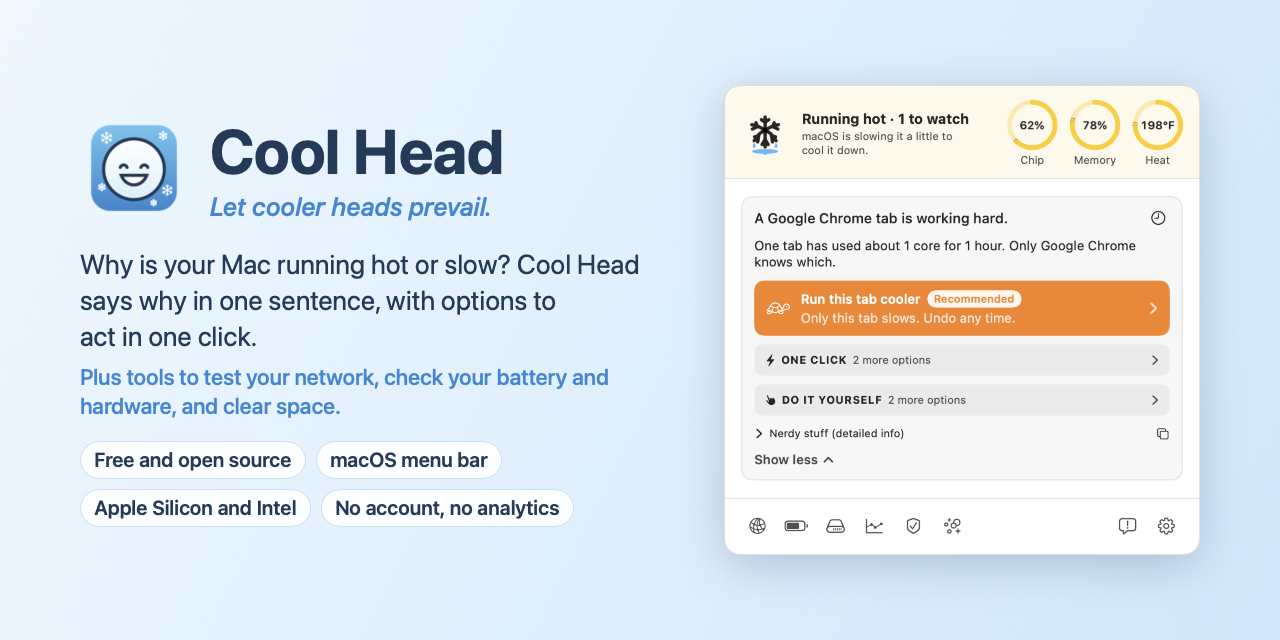 Cool Head
Let cooler heads prevail.
Why is your Mac running hot or slow? Cool Head
says why in one sentence, with options to
act in one click.
Plus tools to test your network, check your battery and
hardware, and clear space.
Free and open source
macOS menu bar
Apple Silicon and Intel
No account, no analytics
Running hot · 1 to watch
macOS is slowing it a little to
cool it down.
62%
Chip
78%
Memory
198°F
Heat
A Google Chrome tab is working hard.
One tab has used about 1 core for 1 hour. Only Google Chrome
knows which.
Run this tab cooler Recommended
Only this tab slows. Undo any time.
ONE CLICK 2 more options
DO IT YOURSELF 2 more options
Nerdy stuff (detailed info)
Show less